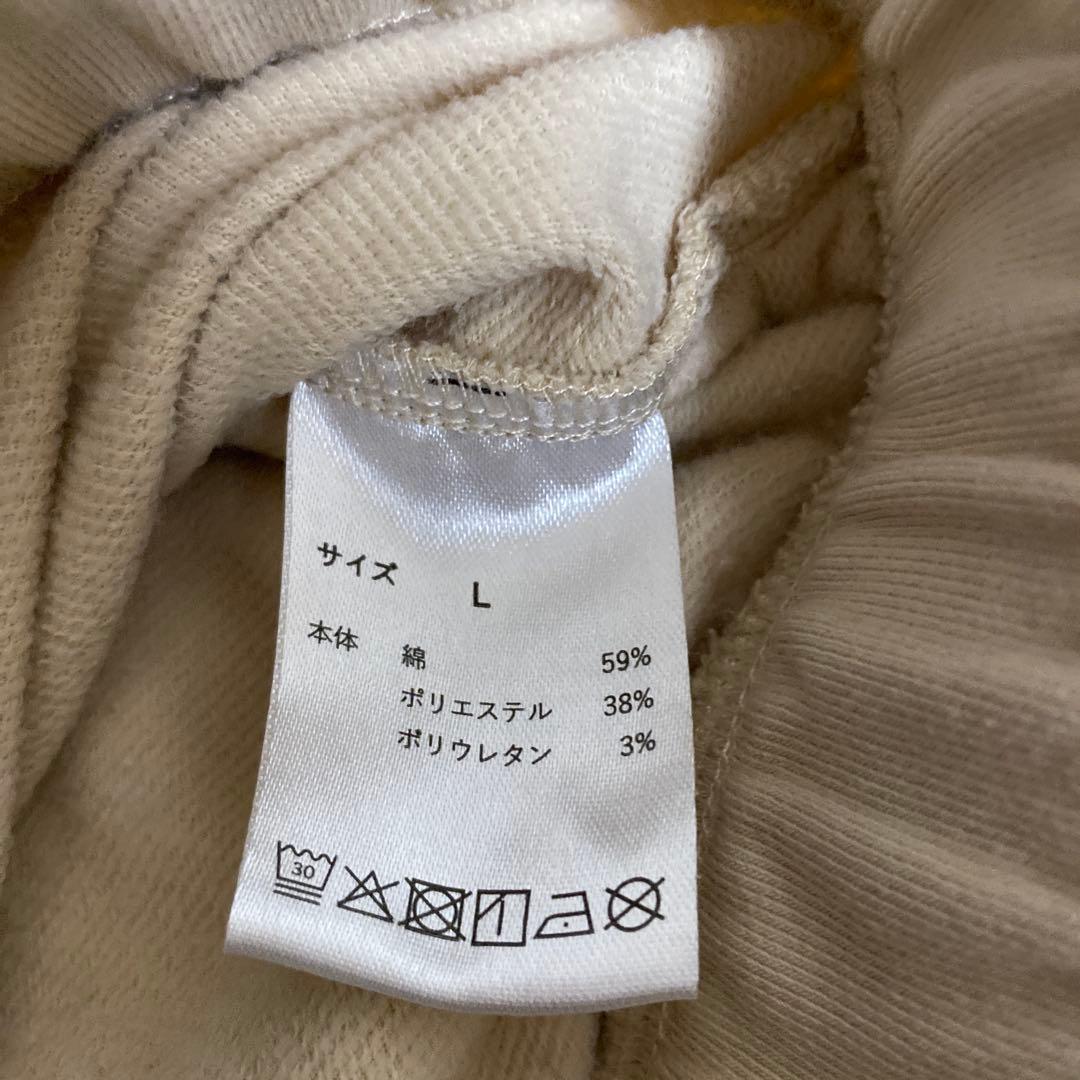 サイズ L
本体 綿 59%
ポリエステル 38%
ポリウレタン 3%
30